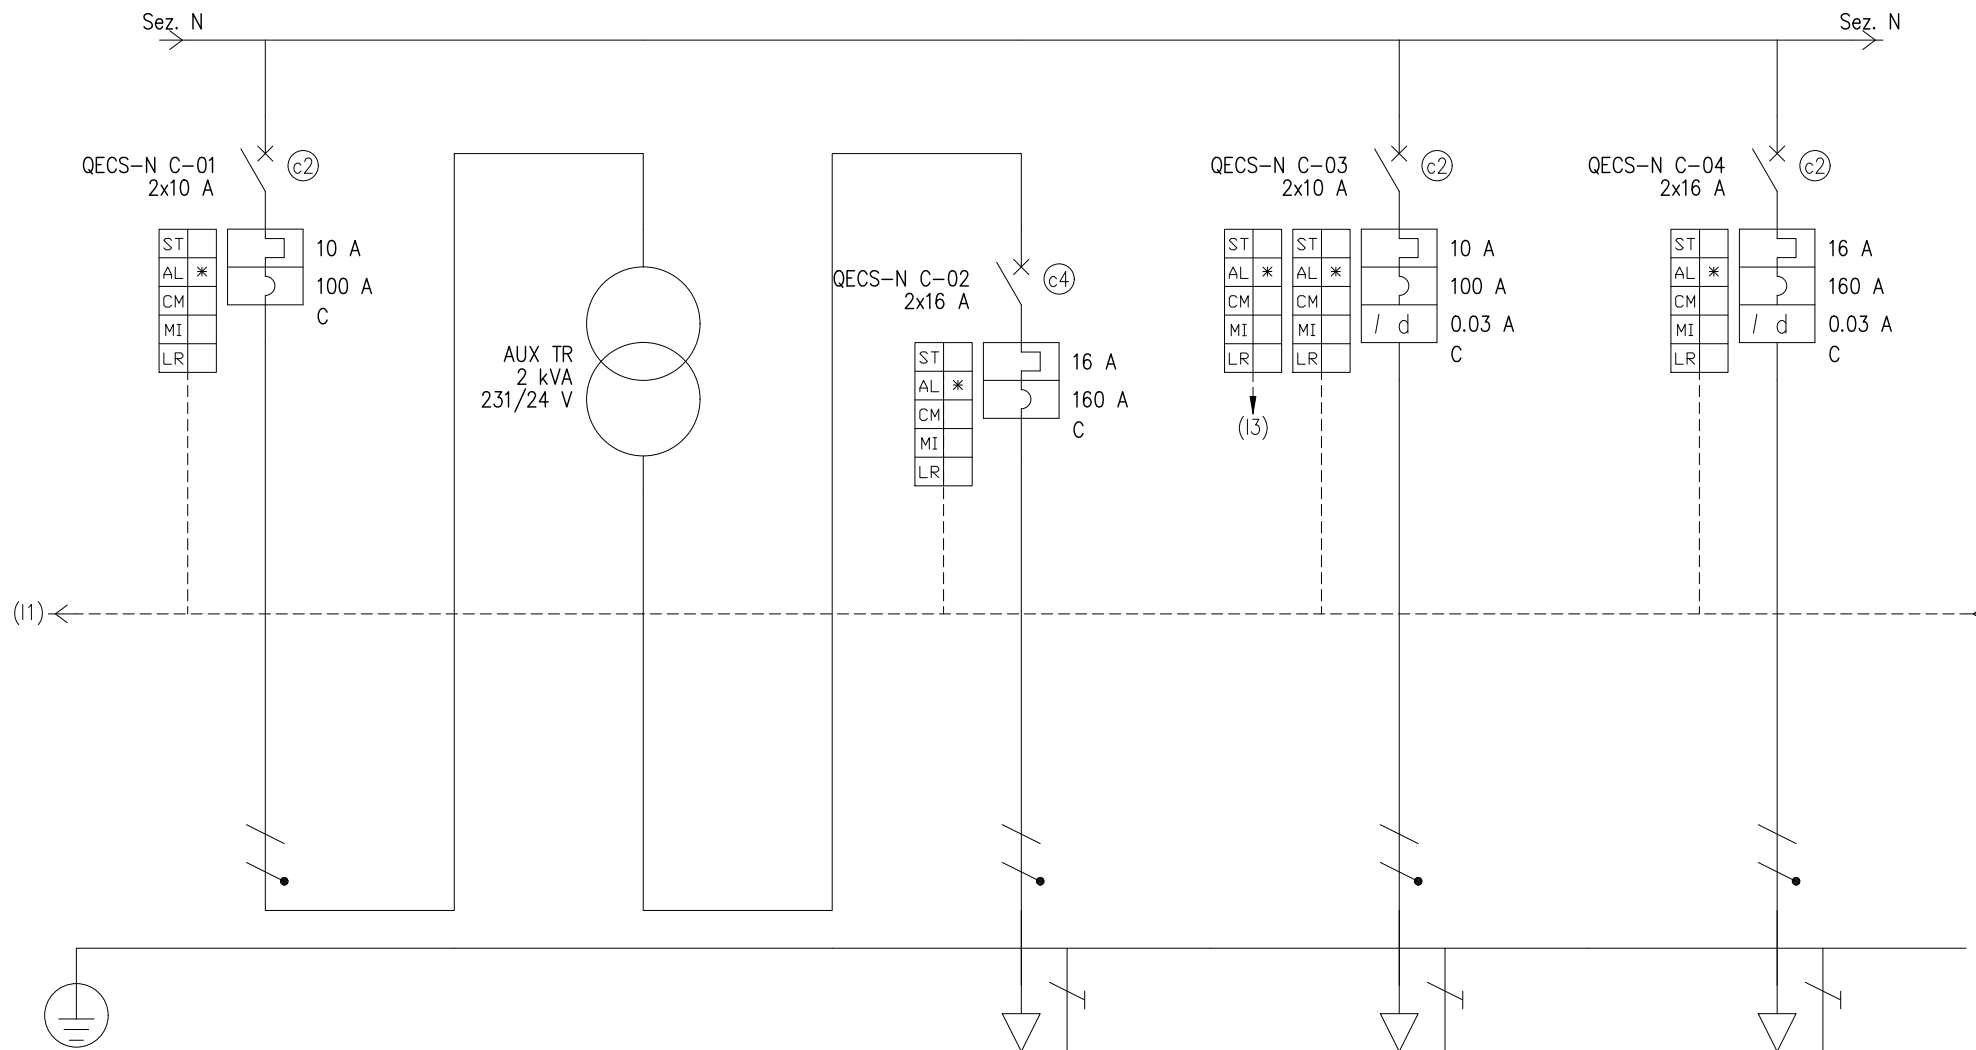 Sez. N
Sez. N
QECS-N C-01
2x10 A
c2
ST
AL *
CM
MI
LR
10 A
100 A
C
AUX TR
2 kVA
231/24 V
QECS-N C-02
2x16 A
c4
ST
AL *
CM
MI
LR
16 A
160 A
C
QECS-N C-03
2x10 A
c2
ST
AL *
CM
MI
LR
(I3)
ST
AL *
CM
MI
LR
I d
10 A
100 A
0.03 A
C
QECS-N C-04
2x16 A
c2
ST
AL *
CM
MI
LR
I d
16 A
160 A
0.03 A
C
(I1)